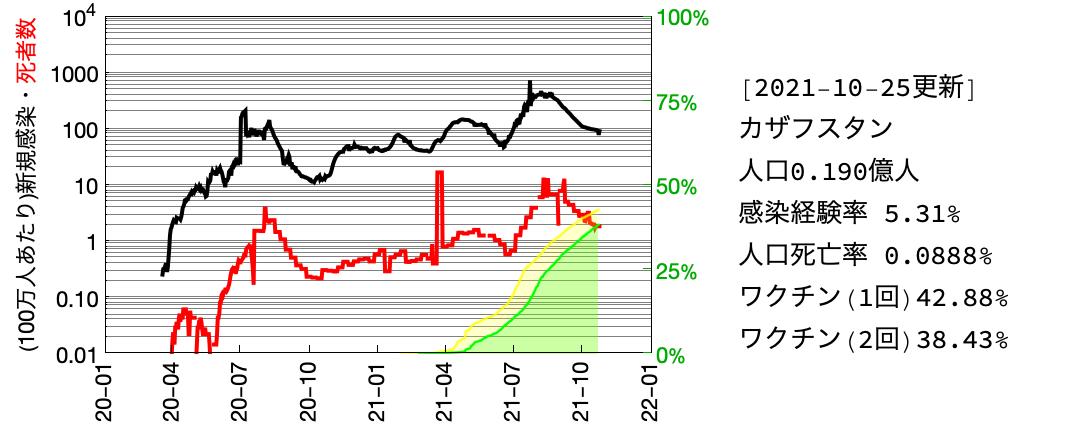 (100万人あたり)新規感染・死者数
10^4
1000
100
10
1
0.1
0.10
0.01
100%
75%
50%
25%
0%
20-01
20-04
20-07
20-10
21-01
21-04
21-07
21-10
22-01
[2021-10-25更新]
カザフスタン
人口0.190億人
感染経験率 5.31%
人口死亡率 0.0888%
ワクチン(1回)42.88%
ワクチン(2回)38.43%